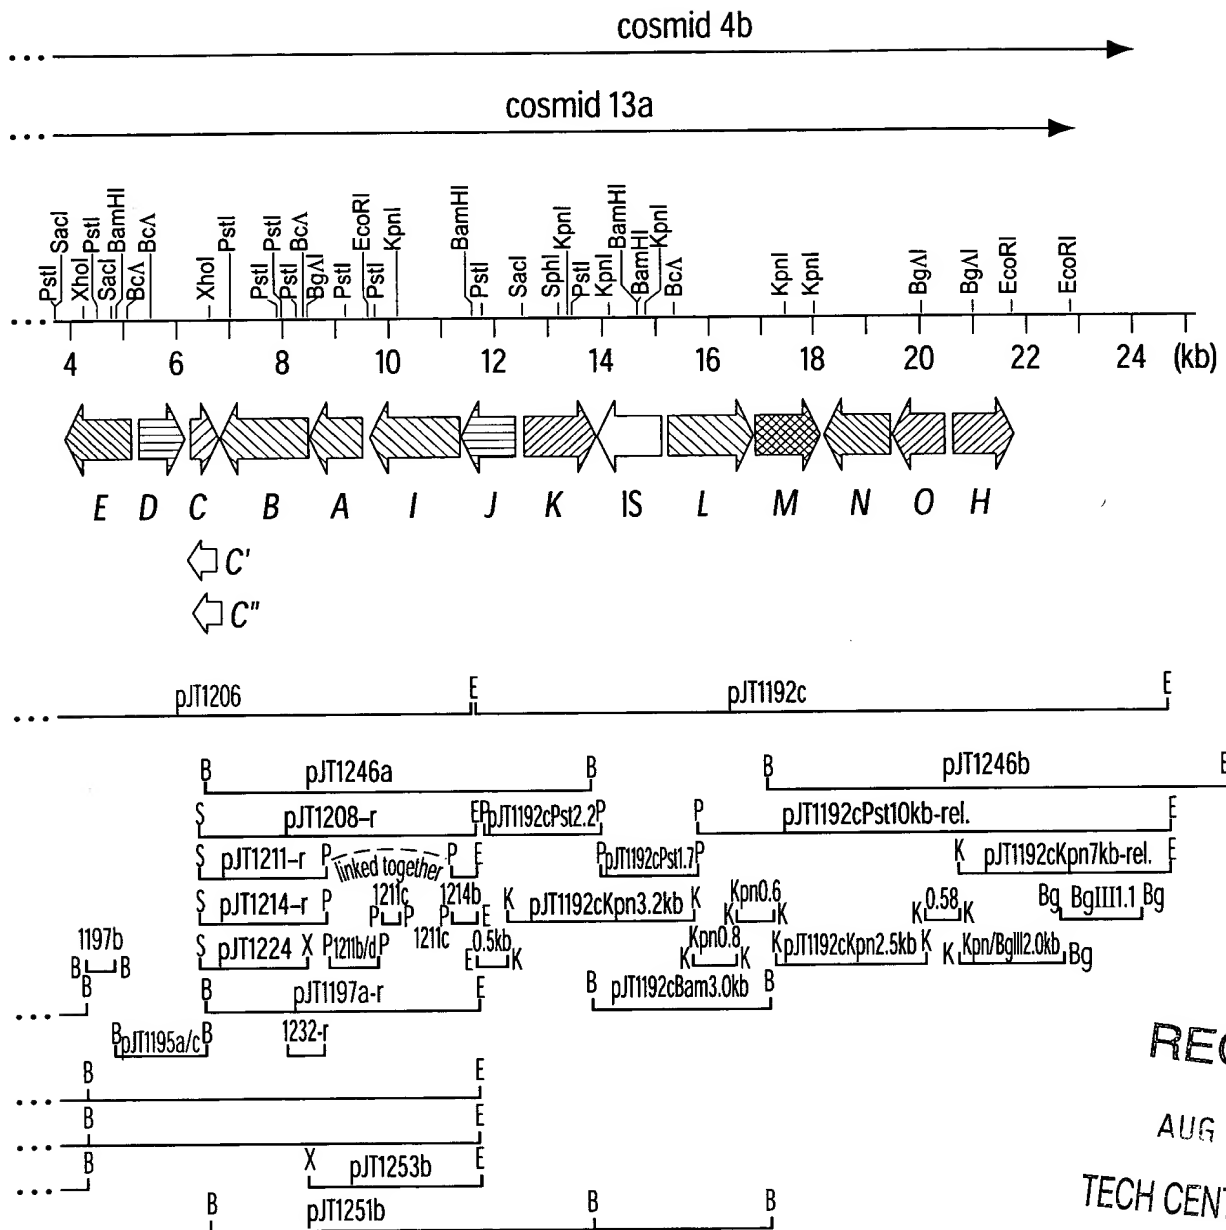 cosmid 4b
cosmid 13a
PstI SacI XhoI PstI SacI BamHI BcΛ BcΛ XhoI PstI PstI PstI PstI BcΛ BgΛI PstI EcoRI PstI KpnI BamHI PstI SacI SphI KpnI PstI KpnI BamHI BamHI KpnI BcΛ KpnI KpnI BgΛI BgΛI EcoRI EcoRI
4 6 8 10 12 14 16 18 20 22 24 (kb)
E D C B A I J K IS L M N O H
C'
C"
pJT1206 E pJT1192c E
B pJT1246a B B pJT1246b
S pJT1208–r E P pJT1192cPst2.2 P P pJT1192cPst10kb-rel. E
S pJT1211–r P linked together P E P pJT1192cPst1.7 P K pJT1192cKpn7kb-rel. E
S pJT1214–r P P 1211c P 1211c P 1214b E K pJT1192cKpn3.2kb K K Kpn0.6 K K 0.58 K Bg BgIII1.1 Bg
1197b B B S pJT1224 X P 1211b/d P E 0.5kb K K Kpn0.8 K K pJT1192cKpn2.5kb K K Kpn/BgIII2.0kb Bg
B B pJT1197a-r E B pJT1192cBam3.0kb B
B pJT1195a/c B 1232-r
B E
B E
B X pJT1253b E
B pJT1251b B B
AUG